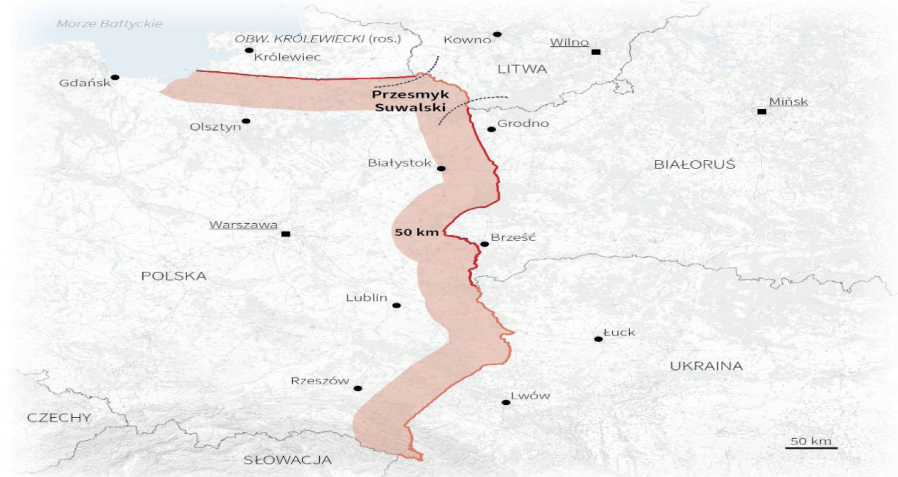 Morze Bałtyckie
OBW. KRÓLEWIECKI (ros.)
Kowno
Wilno
Królewiec
LITWA
Gdańsk
Przesmyk
Suwalski
Mińsk
Olsztyn
Grodno
Białystok
BIAŁORUŚ
Warszawa
50 km
Brześć
POLSKA
Lublin
Łuck
UKRAINA
Rzeszów
Lwów
CZECHY
50 km
SŁOWACJA